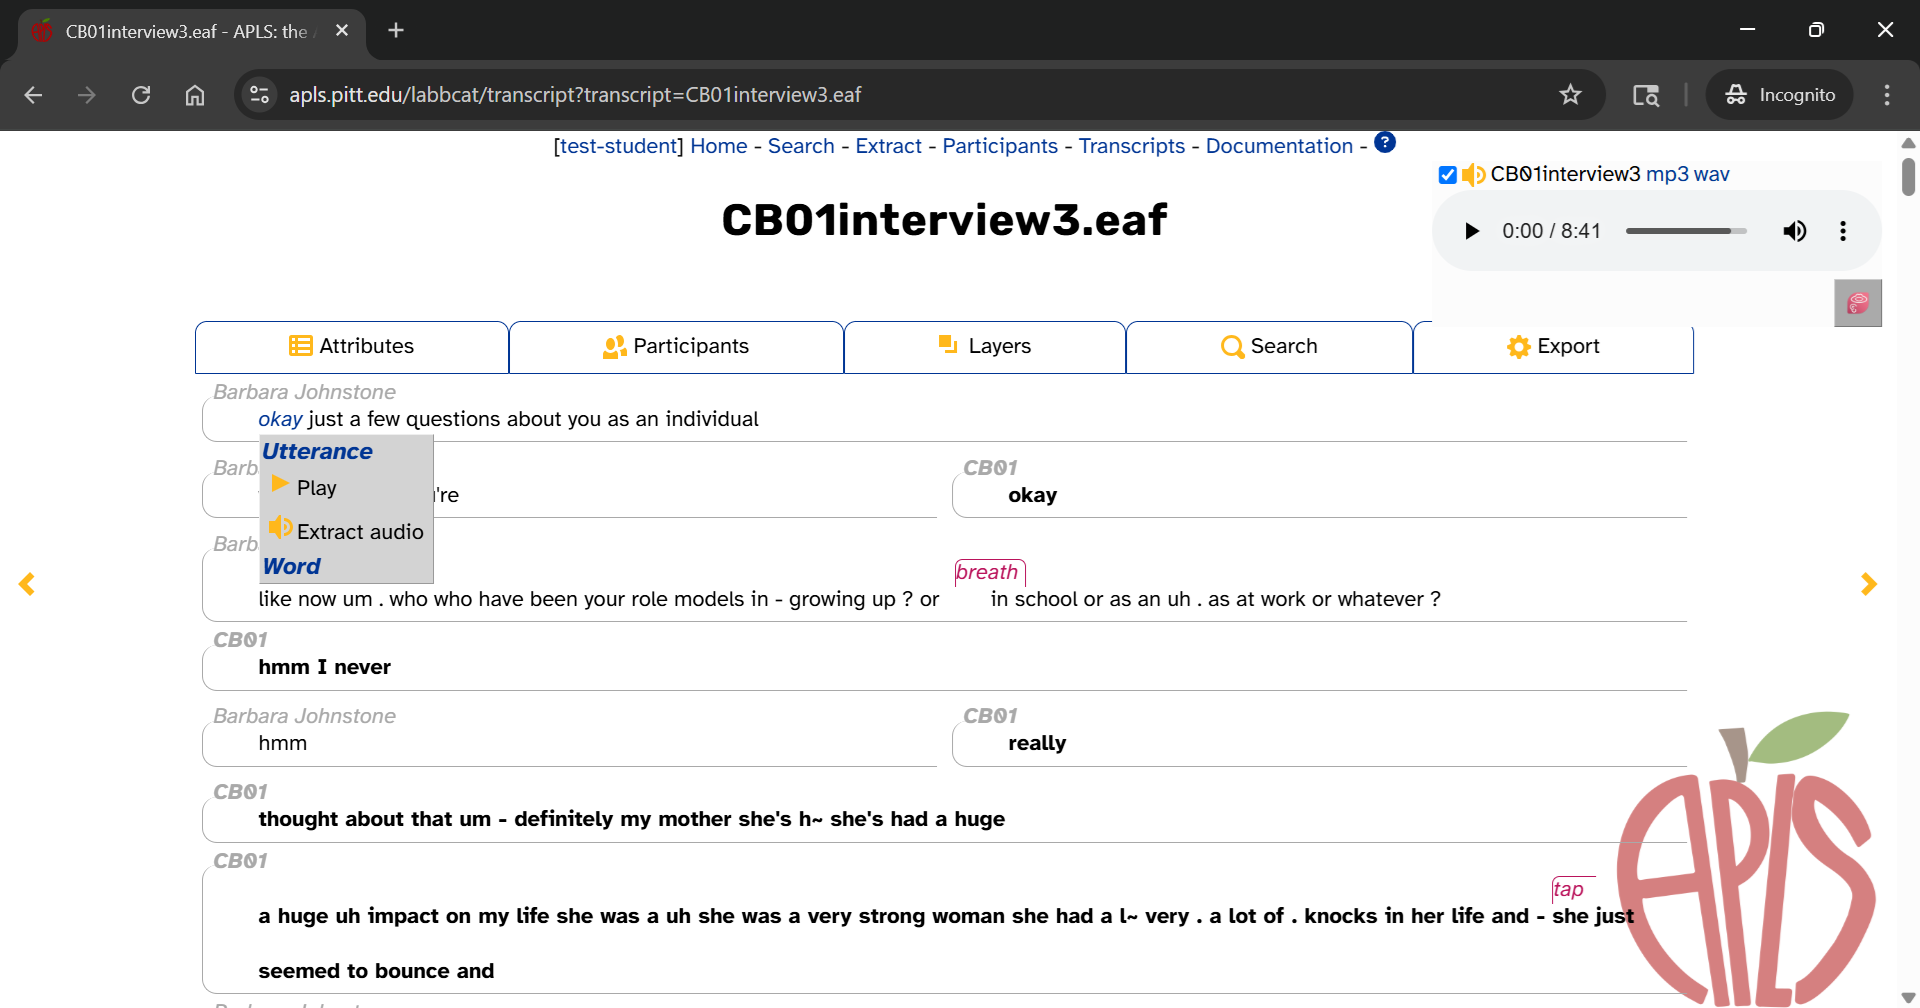 CB01interview3.eaf - APLS: the
apls.pitt.edu/labbcat/transcript?transcript=CB01interview3.eaf
Incognito
[test-student] Home - Search - Extract - Participants - Transcripts - Documentation - ?
CB01interview3 mp3 wav
CB01interview3.eaf
0:00 / 8:41
Attributes
Participants
Layers
Search
Export
Barbara Johnstone
okay just a few questions about you as an individual
Utterance
Play
Extract audio
Word
Barb
're
CB01
okay
Barb
breath
like now um . who who have been your role models in - growing up ? or in school or as an uh . as at work or whatever ?
CB01
hmm I never
Barbara Johnstone
hmm
CB01
really
CB01
thought about that um - definitely my mother she's h~ she's had a huge
CB01
tap
a huge uh impact on my life she was a uh she was a very strong woman she had a l~ very . a lot of . knocks in her life and - she just
seemed to bounce and
APLS